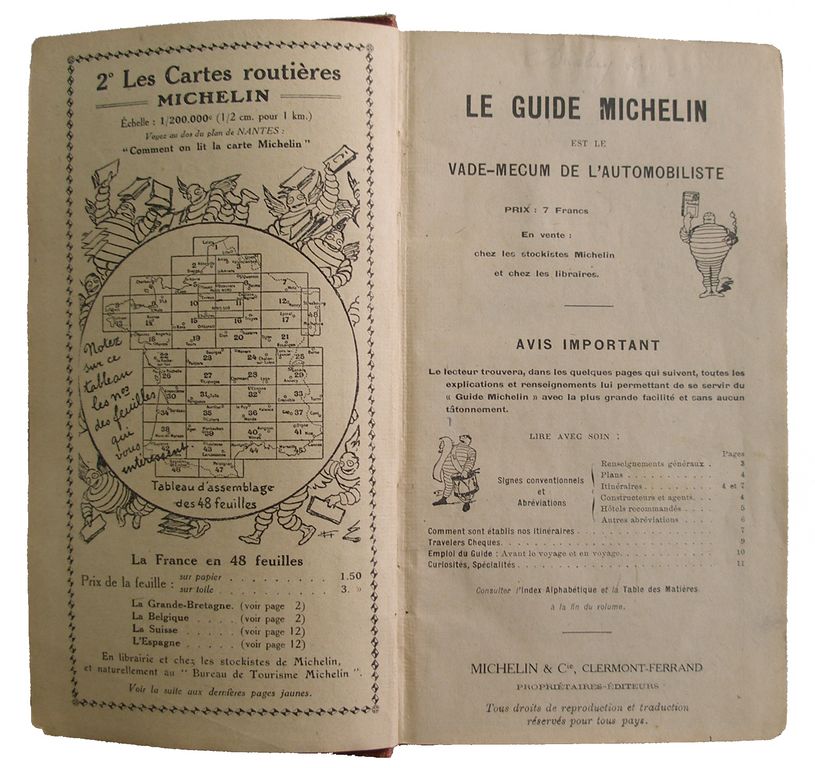 2° Les Cartes routières
MICHELIN
Échelle : 1/200.000e (1/2 cm. pour 1 km.)
Voyez au dos du plan de NANTES :
"Comment on lit la carte Michelin"
Notez
sur ce
tableau
les nos
des feuilles
qui
vous
intéressent.
Tableau d'assemblage
des 48 feuilles
La France en 48 feuilles
Prix de la feuille : sur papier . . . . . . . . 1.50
sur toile . . . . . . . . 3. »
La Grande-Bretagne. (voir page 2)
La Belgique . . . . . (voir page 2)
La Suisse . . . . . . (voir page 12)
L'Espagne . . . . . . (voir page 12)
En librairie et chez les stockistes de Michelin,
et naturellement au " Bureau de Tourisme Michelin ".
Voir la suite aux dernières pages jaunes.
LE GUIDE MICHELIN
EST LE
VADE-MECUM DE L'AUTOMOBILISTE
PRIX : 7 Francs
En vente :
chez les stockistes Michelin
et chez les libraires.
AVIS IMPORTANT
Le lecteur trouvera, dans les quelques pages qui suivent, toutes les
explications et renseignements lui permettant de se servir du
« Guide Michelin » avec la plus grande facilité et sans aucun
tâtonnement.
LIRE AVEC SOIN :
Pages
Signes conventionnels
et
Abréviations
Renseignements généraux . 3
Plans . . . . . . . . . . 4
Itinéraires . . . . . . . 4 et 7
Constructeurs et agents. . . 4
Hôtels recommandés . . . . 5
Autres abréviations . . . . 6
Comment sont établis nos itinéraires . . . . . . . . . 7
Travelers Cheques. . . . . . . . . . . . . . . . . . . 9
Emploi du Guide : Avant le voyage et en voyage. . . . . . 10
Curiosités, Spécialités . . . . . . . . . . . . . . . . 11
Consulter l'Index Alphabétique et la Table des Matières
à la fin du volume.
MICHELIN & Cie, CLERMONT-FERRAND
PROPRIÉTAIRES-ÉDITEURS
Tous droits de reproduction et traduction
réservés pour tous pays.